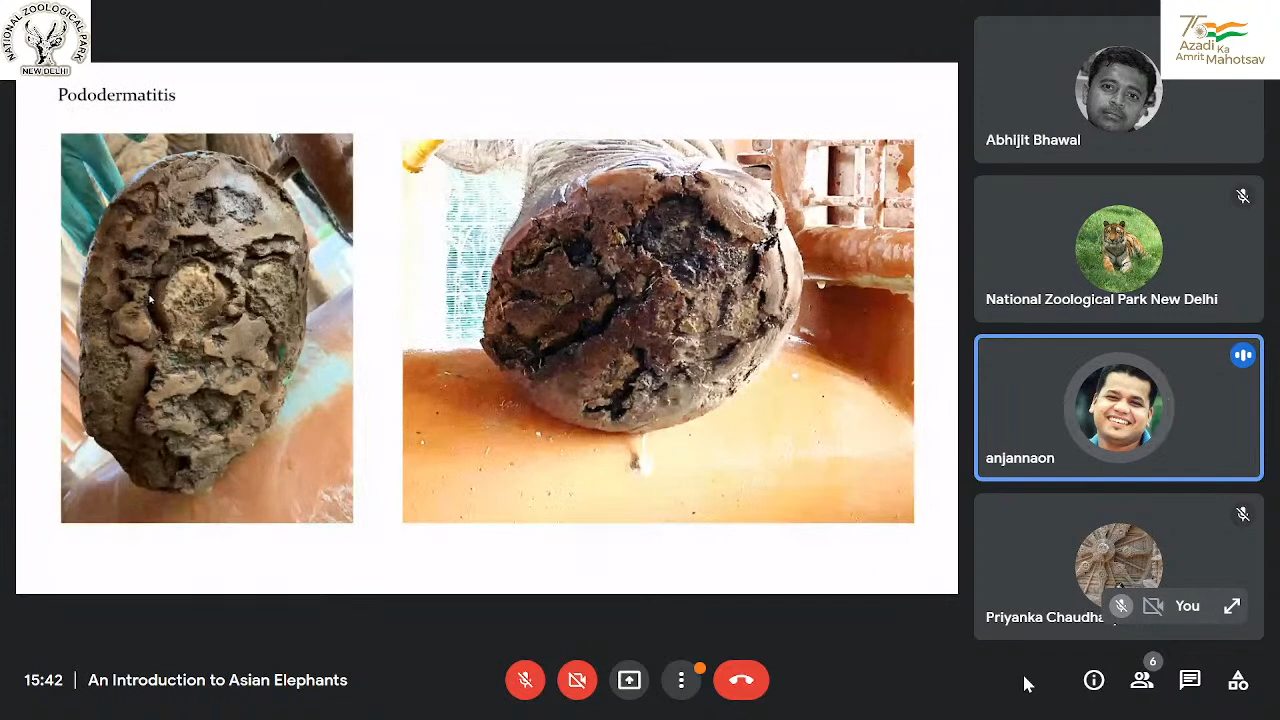 NATIONAL ZOOLOGICAL PARK
NEW DELHI
Pododermatitis
75
Azadi Ka
Amrit Mahotsav
Abhijit Bhawal
National Zoological Park New Delhi
anjannaon
Priyanka Chaudha
You
15:42 | An Introduction to Asian Elephants
6